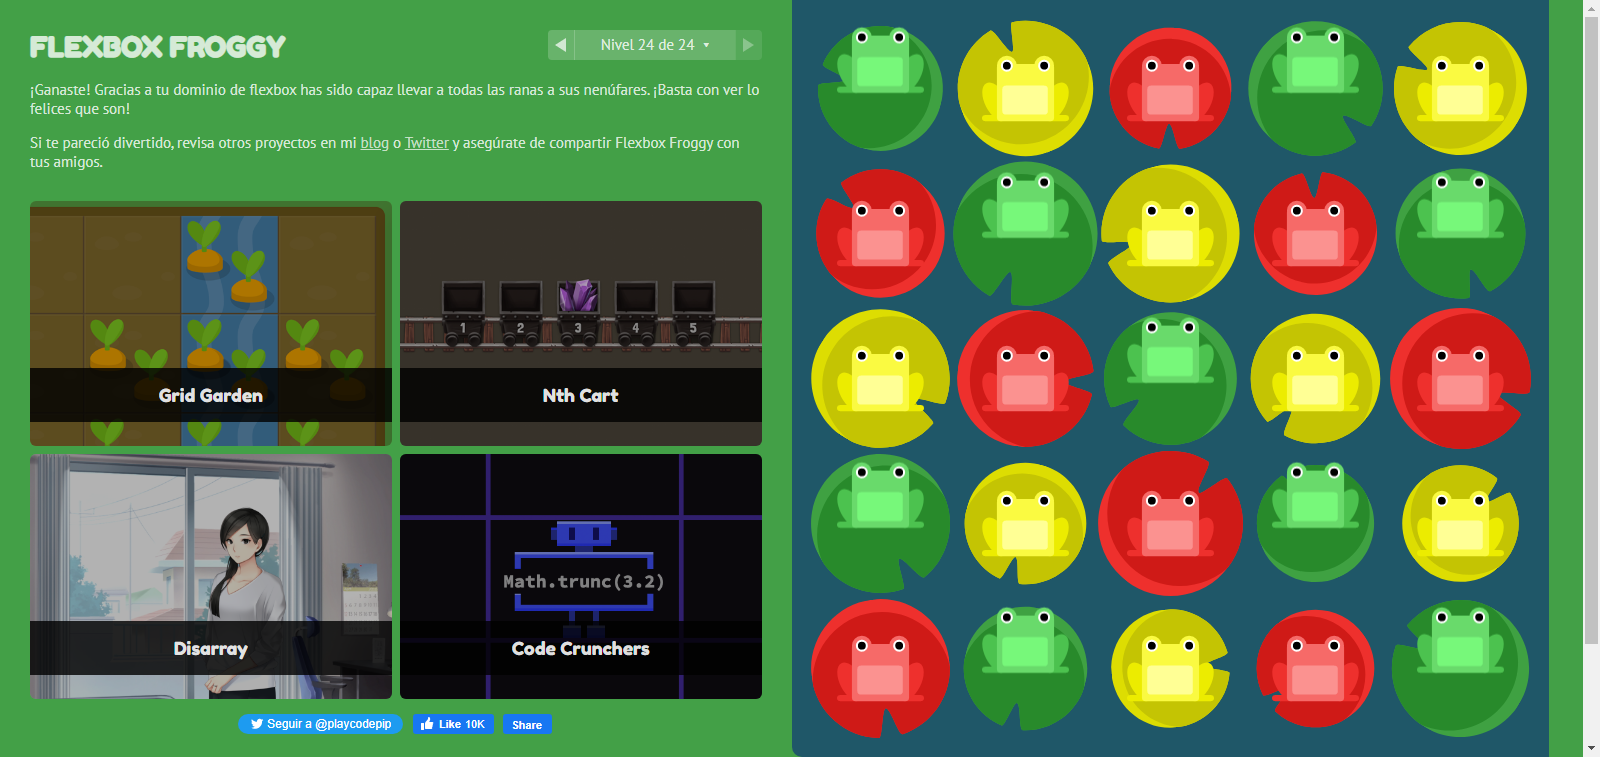 FLEXBOX FROGGY
Nivel 24 de 24
¡Ganaste! Gracias a tu dominio de flexbox has sido capaz llevar a todas las ranas a sus nenúfares. ¡Basta con ver lo
felices que son!
Si te pareció divertido, revisa otros proyectos en mi blog o Twitter y asegúrate de compartir Flexbox Froggy con
tus amigos.
1 2 3 4 5
Grid Garden
Nth Cart
Math.trunc(3.2)
Disarray
Code Crunchers
Seguir a @playcodepip
Like 10K
Share